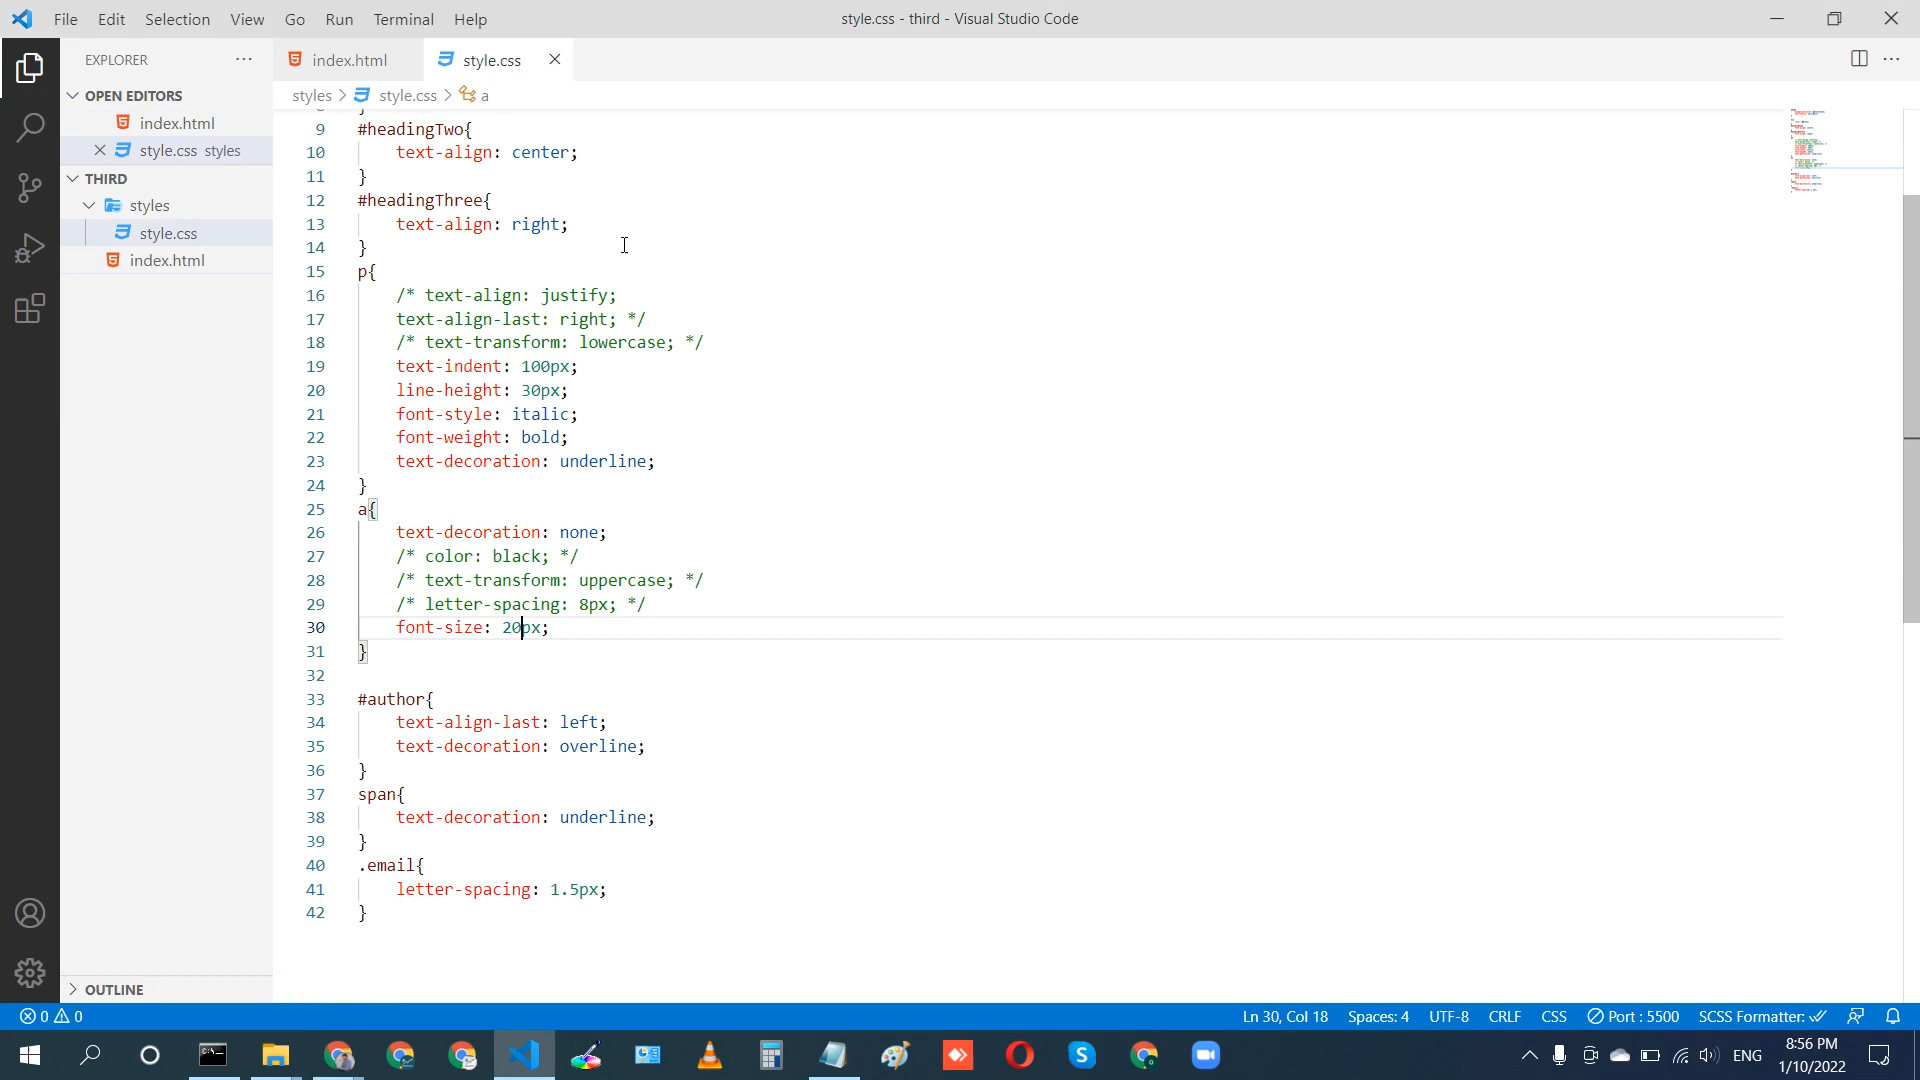 File Edit Selection View Go Run Terminal Help
style.css - third - Visual Studio Code
EXPLORER
OPEN EDITORS
index.html
style.css styles
THIRD
styles
style.css
index.html
OUTLINE
index.html
style.css
styles > style.css > a
9 #headingTwo{
10 text-align: center;
11 }
12 #headingThree{
13 text-align: right;
14 }
15 p{
16 /* text-align: justify;
17 text-align-last: right; */
18 /* text-transform: lowercase; */
19 text-indent: 100px;
20 line-height: 30px;
21 font-style: italic;
22 font-weight: bold;
23 text-decoration: underline;
24 }
25 a{
26 text-decoration: none;
27 /* color: black; */
28 /* text-transform: uppercase; */
29 /* letter-spacing: 8px; */
30 font-size: 20px;
31 }
32
33 #author{
34 text-align-last: left;
35 text-decoration: overline;
36 }
37 span{
38 text-decoration: underline;
39 }
40 .email{
41 letter-spacing: 1.5px;
42 }
0 0
Ln 30, Col 18 Spaces: 4 UTF-8 CRLF CSS Port : 5500 SCSS Formatter:
ENG
8:56 PM
1/10/2022